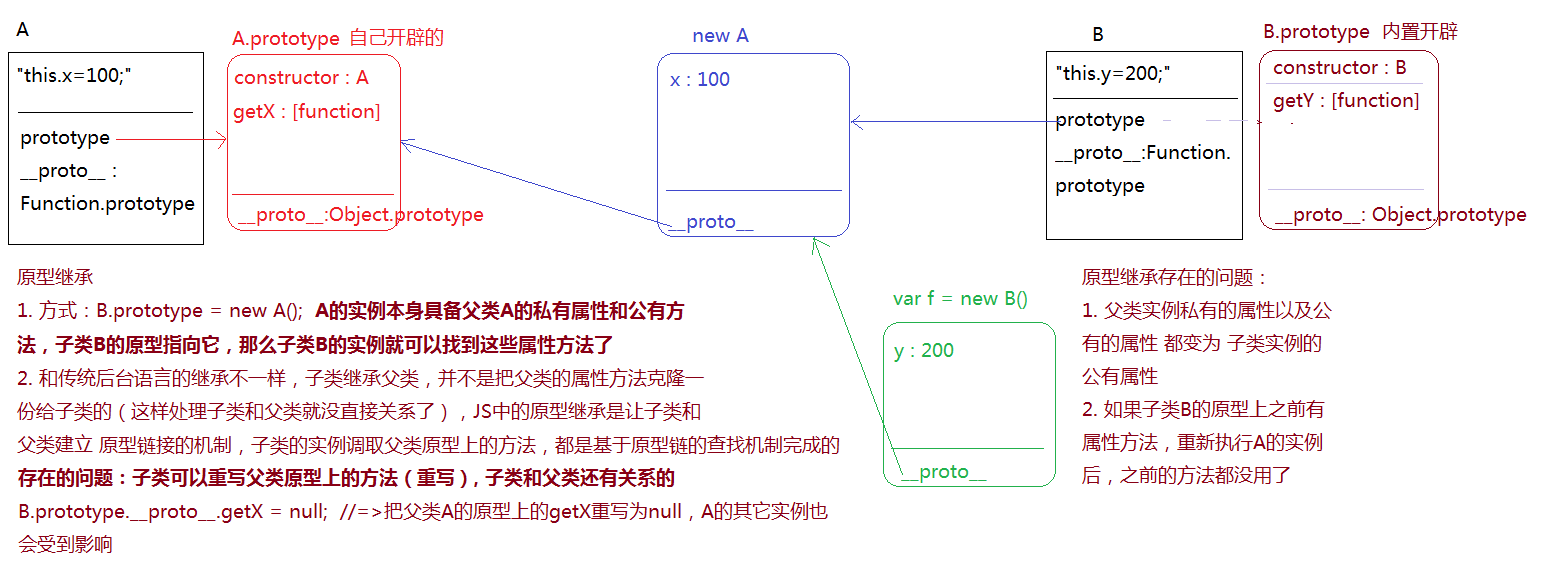 A
"this.x=100;"
prototype
__proto__ :
Function.prototype
A.prototype 自己开辟的
constructor : A
getX : [function]
__proto__:Object.prototype
new A
x : 100
__proto__
B
"this.y=200;"
prototype
__proto__:Function.
prototype
B.prototype 内置开辟
constructor : B
getY : [function]
__proto__: Object.prototype
var f = new B()
y : 200
__proto__
原型继承
1. 方式：B.prototype = new A(); A的实例本身具备父类A的私有属性和公有方
法，子类B的原型指向它，那么子类B的实例就可以找到这些属性方法了
2. 和传统后台语言的继承不一样，子类继承父类，并不是把父类的属性方法克隆一
份给子类的（这样处理子类和父类就没直接关系了），JS中的原型继承是让子类和
父类建立 原型链接的机制，子类的实例调取父类原型上的方法，都是基于原型链的查找机制完成的
存在的问题：子类可以重写父类原型上的方法（重写），子类和父类还有关系的
B.prototype.__proto__.getX = null; //=>把父类A的原型上的getX重写为null，A的其它实例也
会受到影响
原型继承存在的问题：
1. 父类实例私有的属性以及公
有的属性 都变为 子类实例的
公有属性
2. 如果子类B的原型上之前有
属性方法，重新执行A的实例
后，之前的方法都没用了